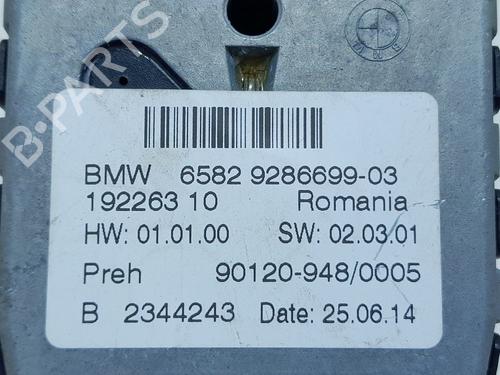 B-PARTS
BMW 6582 9286699-03
192263 10 Romania
HW: 01.01.00 SW: 02.03.01
Preh 90120-948/0005
B 2344243 Date: 25.06.14